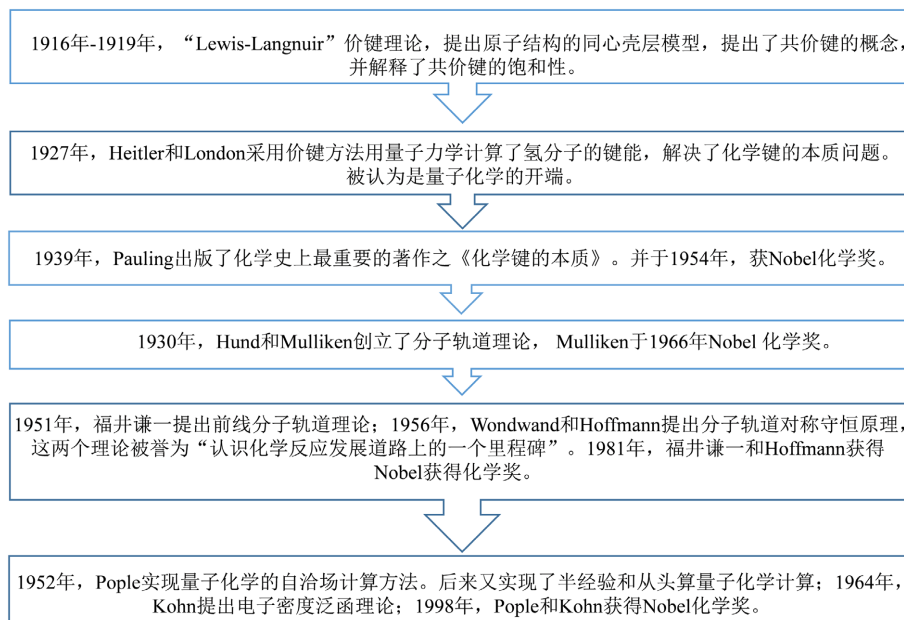 1916年-1919年，“Lewis-Langnuir”价键理论，提出原子结构的同心壳层模型，提出了共价键的概念，
并解释了共价键的饱和性。
1927年，Heitler和London采用价键方法用量子力学计算了氢分子的键能，解决了化学键的本质问题。
被认为是量子化学的开端。
1939年，Pauling出版了化学史上最重要的著作之《化学键的本质》。并于1954年，获Nobel化学奖。
1930年，Hund和Mulliken创立了分子轨道理论， Mulliken于1966年Nobel 化学奖。
1951年，福井谦一提出前线分子轨道理论；1956年，Wondwand和Hoffmann提出分子轨道对称守恒原理，
这两个理论被誉为“认识化学反应发展道路上的一个里程碑”。1981年，福井谦一和Hoffmann获得
Nobel获得化学奖。
1952年，Pople实现量子化学的自洽场计算方法。后来又实现了半经验和从头算量子化学计算；1964年，
Kohn提出电子密度泛函理论；1998年，Pople和Kohn获得Nobel化学奖。